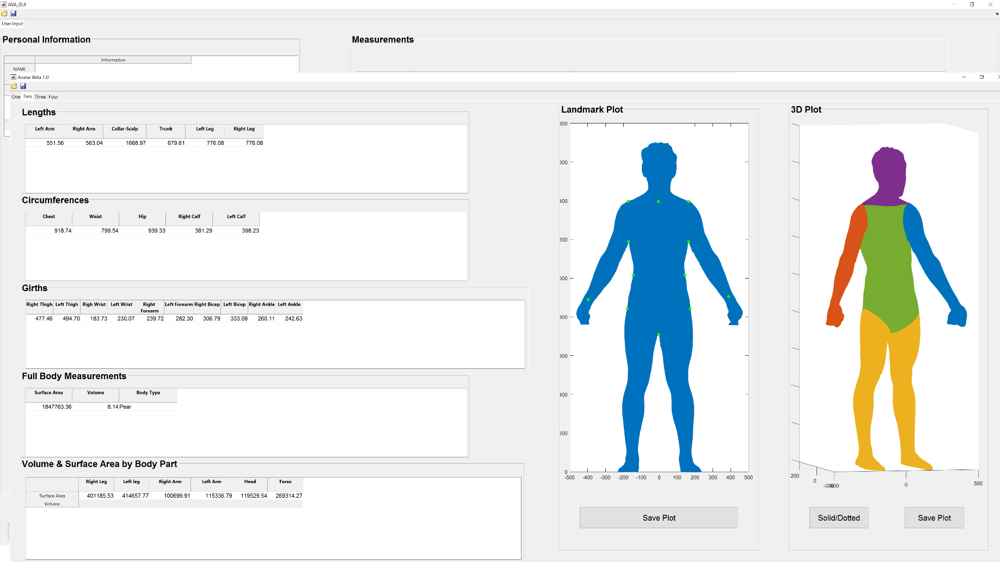 AVA_GUI
User Input
Personal Information
Measurements
Information
NAME
Avatar Beta 1.0
One Two Three Four
Lengths
Left Arm Right Arm Collar-Scalp Trunk Left Leg Right Leg
551.56 563.04 1668.97 679.61 776.08 776.08
Circumferences
Chest Waist Hip Right Calf Left Calf
918.74 799.54 939.33 381.29 398.23
Girths
Right Thigh Left Thigh Righ Wrist Left Wrist Right Forearm Left Forearm Right Bicep Left Bicep Right Ankle Left Ankle
477.46 494.70 183.73 230.07 239.72 282.30 306.79 333.09 260.11 242.63
Full Body Measurements
Surface Area Volume Body Type
1847763.36 8.14 Pear
Volume & Surface Area by Body Part
Right Leg Left leg Right Arm Left Arm Head Torso
Surface Area 401185.53 414657.77 100699.91 115336.79 119529.54 269314.27
Volume
Landmark Plot
800
600
400
200
000
800
600
400
200
0
-500 -400 -300 -200 -100 0 100 200 300 400 500
Save Plot
3D Plot
200 0 0 500
Solid/Dotted Save Plot